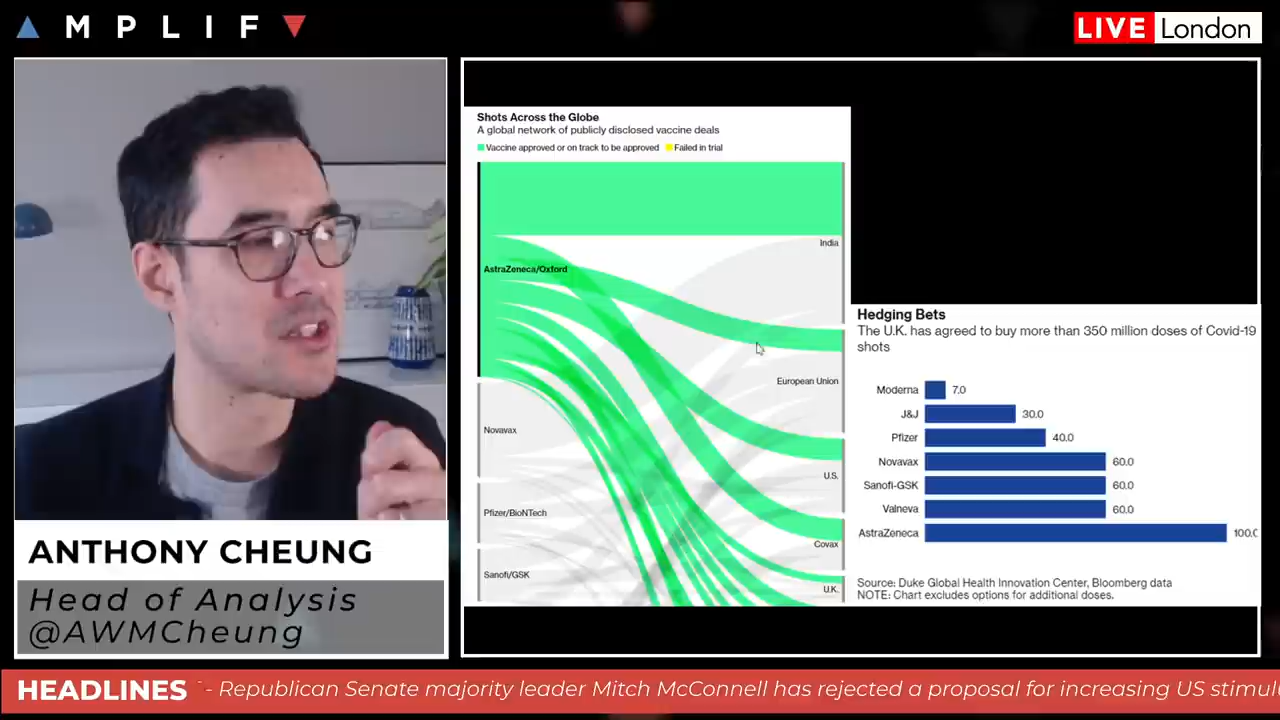 AMPLIFY
LIVE London
Shots Across the Globe
A global network of publicly disclosed vaccine deals
Vaccine approved or on track to be approved Failed in trial
India
AstraZeneca/Oxford
European Union
Novavax
U.S.
Pfizer/BioNTech
Covax
Sanofi/GSK
U.K.
Hedging Bets
The U.K. has agreed to buy more than 350 million doses of Covid-19
shots
Moderna 7.0
J&J 30.0
Pfizer 40.0
Novavax 60.0
Sanofi-GSK 60.0
Valneva 60.0
AstraZeneca 100.0
Source: Duke Global Health Innovation Center, Bloomberg data
NOTE: Chart excludes options for additional doses.
ANTHONY CHEUNG
Head of Analysis
@AWMCheung
HEADLINES - Republican Senate majority leader Mitch McConnell has rejected a proposal for increasing US